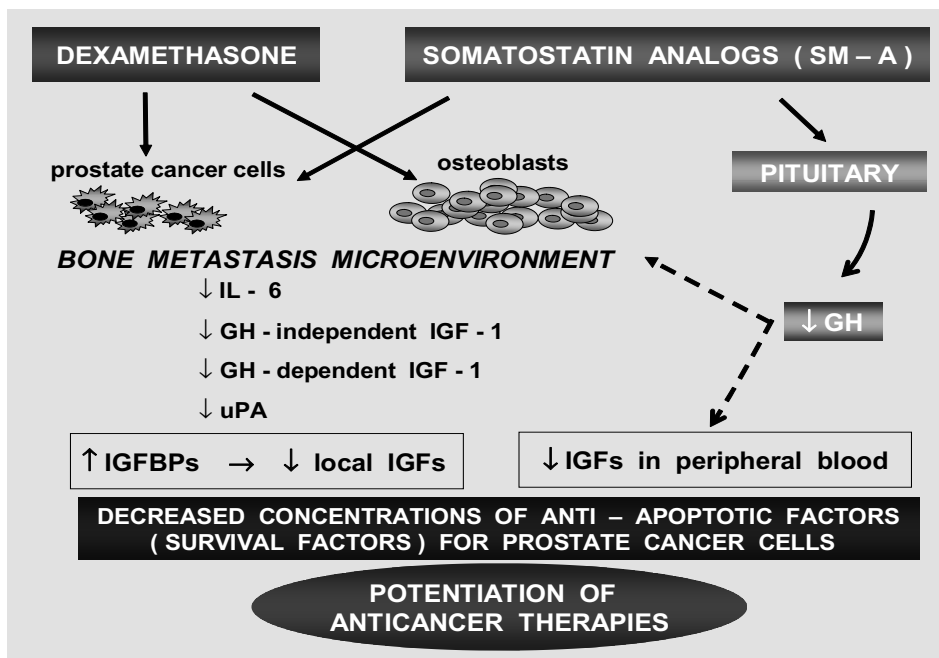 DEXAMETHASONE
SOMATOSTATIN ANALOGS ( SM – A )
prostate cancer cells
osteoblasts
PITUITARY
BONE METASTASIS MICROENVIRONMENT
↓ IL - 6
↓ GH - independent IGF - 1
↓ GH
↓ GH - dependent IGF - 1
↓ uPA
↑ IGFBPs → ↓ local IGFs
↓ IGFs in peripheral blood
DECREASED CONCENTRATIONS OF ANTI – APOPTOTIC FACTORS
( SURVIVAL FACTORS ) FOR PROSTATE CANCER CELLS
POTENTIATION OF
ANTICANCER THERAPIES